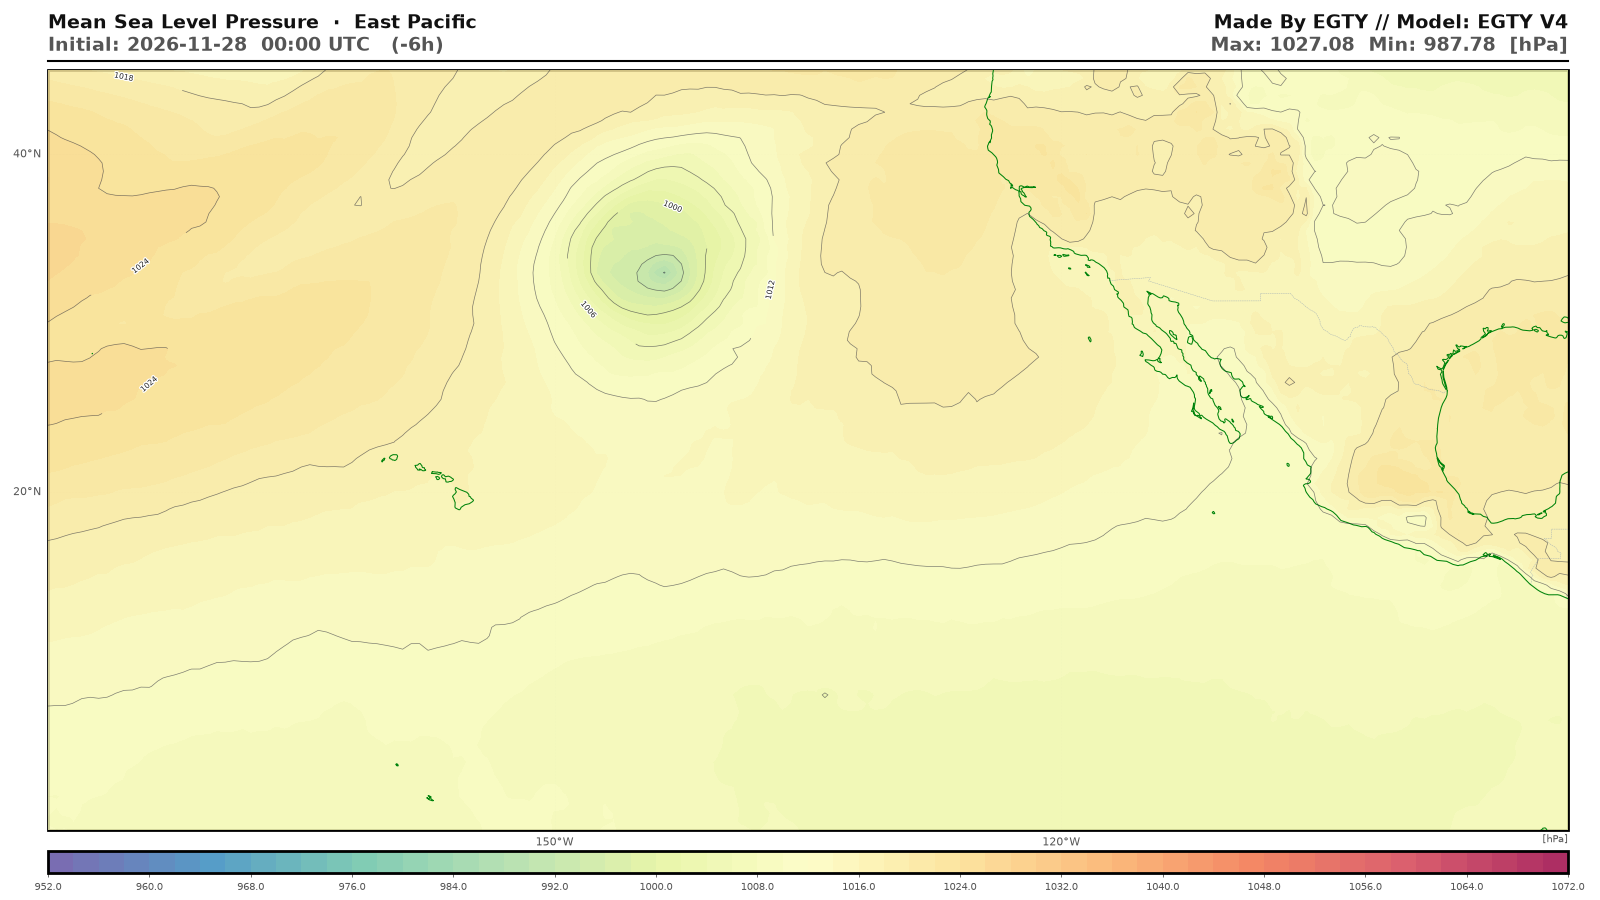 Mean Sea Level Pressure · East Pacific
Made By EGTY // Model: EGTY V4
Initial: 2026-11-28 00:00 UTC (-6h)
Max: 1027.08 Min: 987.78 [hPa]
1018
40°N
1000
1024
1012
1006
1024
20°N
150°W
120°W
[hPa]
952.0 960.0 968.0 976.0 984.0 992.0 1000.0 1008.0 1016.0 1024.0 1032.0 1040.0 1048.0 1056.0 1064.0 1072.0